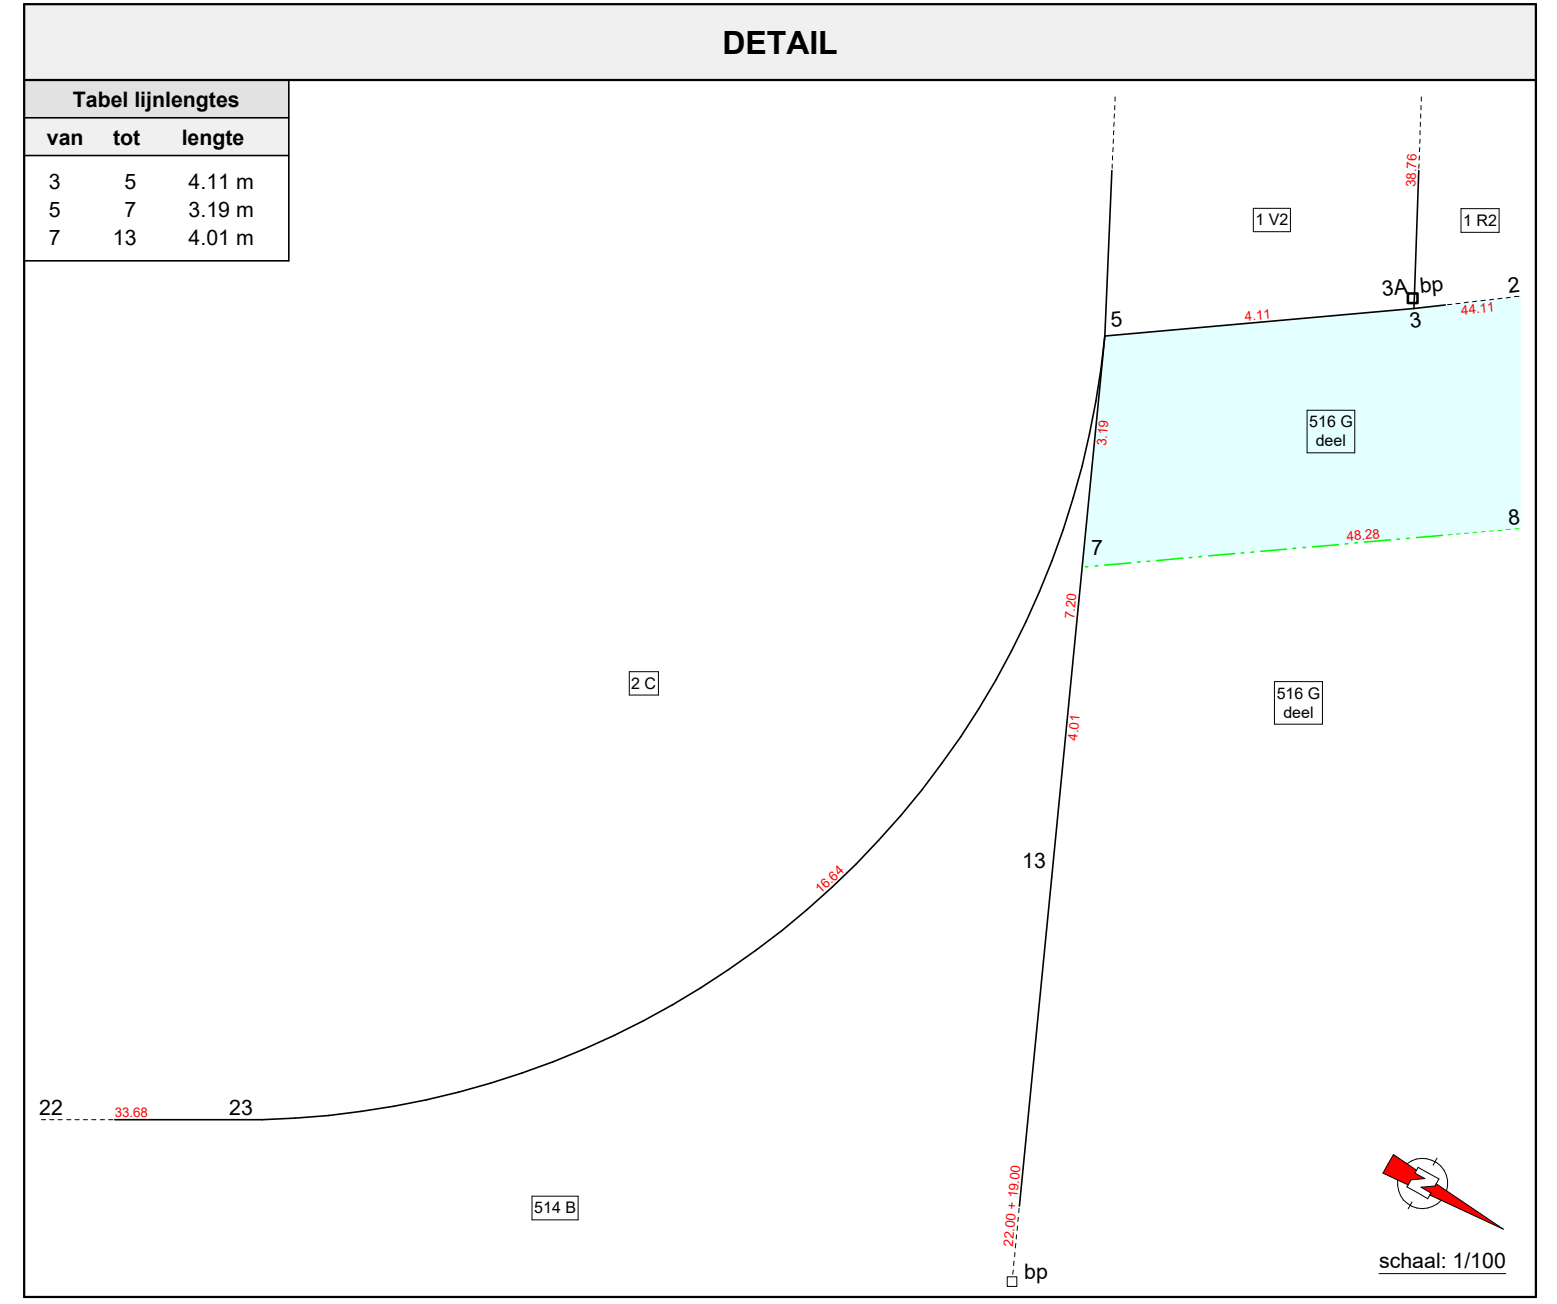 DETAIL
Tabel lijnlengtes
van tot lengte
3 5 4.11 m
5 7 3.19 m
7 13 4.01 m
38.76
1 V2
1 R2
3A bp
2
44.11
4.11
3
5
516 G
deel
3.19
8
48.28
7
7.20
2 C
516 G
deel
4.01
13
16.64
22
33.68
23
22.00 + 19.00
514 B
N
bp
schaal: 1/100